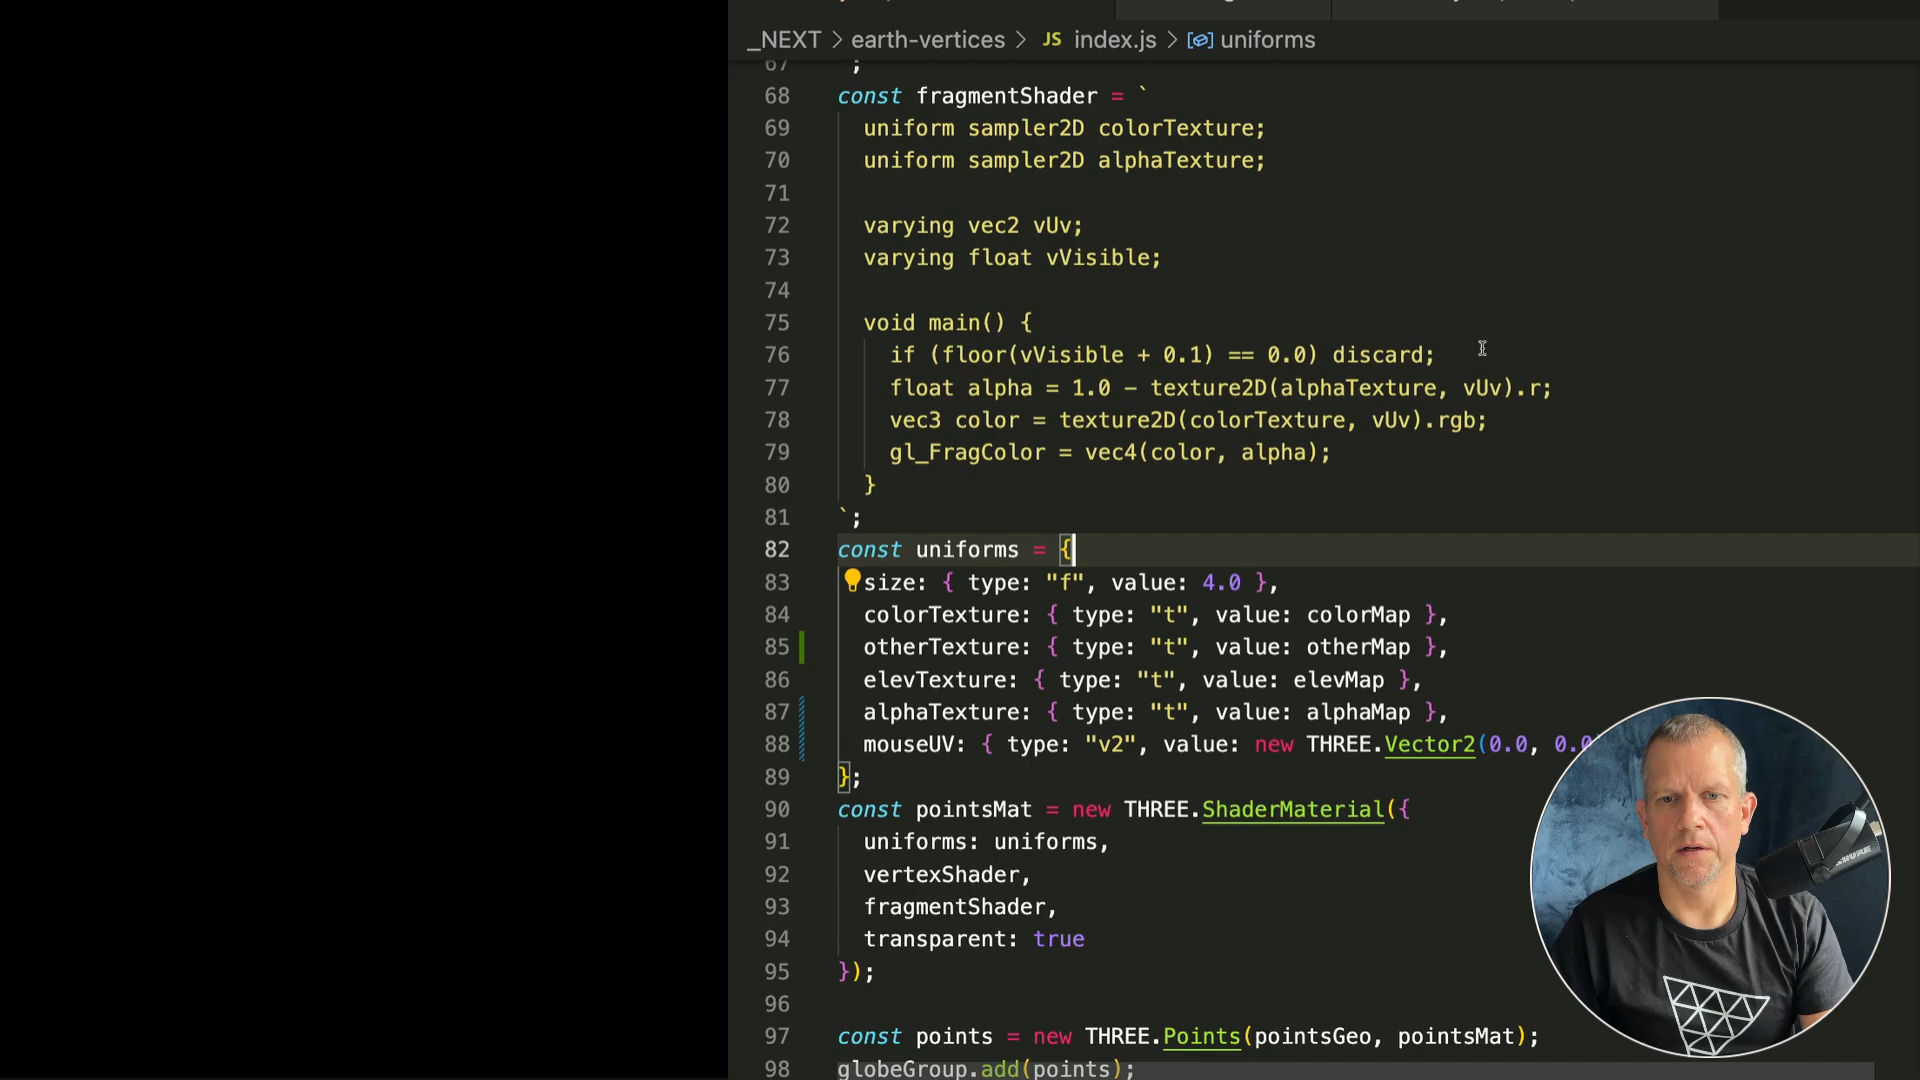 _NEXT > earth-vertices > JS index.js > uniforms
67 ;
68 const fragmentShader = `
69 uniform sampler2D colorTexture;
70 uniform sampler2D alphaTexture;
71
72 varying vec2 vUv;
73 varying float vVisible;
74
75 void main() {
76 if (floor(vVisible + 0.1) == 0.0) discard;
77 float alpha = 1.0 - texture2D(alphaTexture, vUv).r;
78 vec3 color = texture2D(colorTexture, vUv).rgb;
79 gl_FragColor = vec4(color, alpha);
80 }
81 `;
82 const uniforms = {
83 size: { type: "f", value: 4.0 },
84 colorTexture: { type: "t", value: colorMap },
85 otherTexture: { type: "t", value: otherMap },
86 elevTexture: { type: "t", value: elevMap },
87 alphaTexture: { type: "t", value: alphaMap },
88 mouseUV: { type: "v2", value: new THREE.Vector2(0.0, 0.0
89 };
90 const pointsMat = new THREE.ShaderMaterial({
91 uniforms: uniforms,
92 vertexShader,
93 fragmentShader,
94 transparent: true
95 });
96
97 const points = new THREE.Points(pointsGeo, pointsMat);
98 globeGroup.add(points);
SHURE